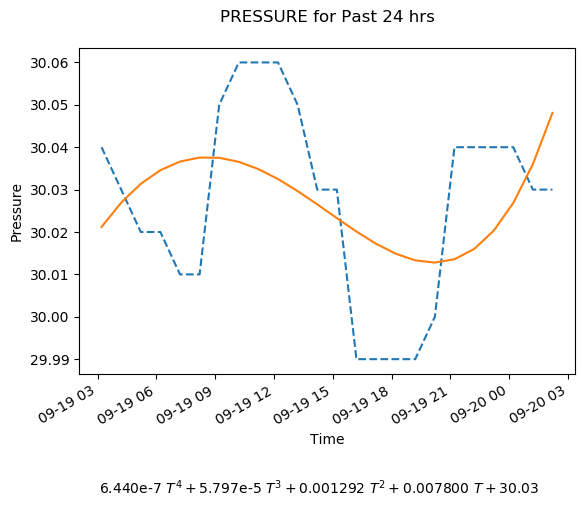 PRESSURE for Past 24 hrs
30.06
30.05
30.04
30.03
30.02
30.01
30.00
29.99
Pressure
09-19 03 09-19 06 09-19 09 09-19 12 09-19 15 09-19 18 09-19 21 09-20 00 09-20 03
Time
6.440e-7 T⁴ + 5.797e-5 T³ + 0.001292 T² + 0.007800 T + 30.03